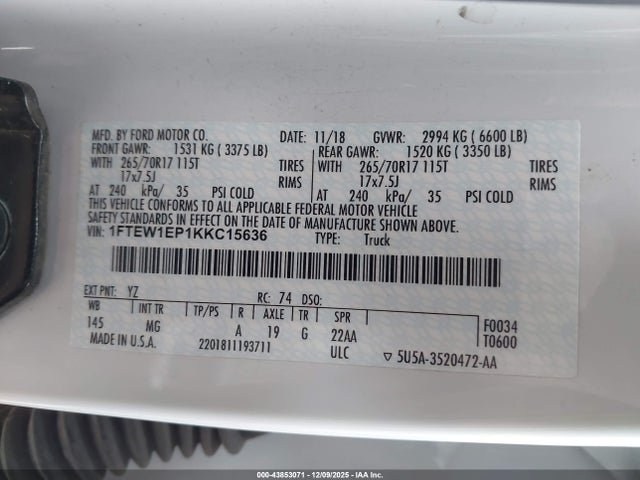 MFD. BY FORD MOTOR CO. DATE: 11/18 GVWR: 2994 KG ( 6600 LB)
FRONT GAWR: 1531 KG ( 3375 LB) REAR GAWR: 1520 KG ( 3350 LB)
WITH 265/70R17 115T TIRES WITH 265/70R17 115T TIRES
17x7.5J RIMS 17x7.5J RIMS
AT 240 kPa/ 35 PSI COLD AT 240 kPa/ 35 PSI COLD
THIS VEHICLE CONFORMS TO ALL APPLICABLE FEDERAL MOTOR VEHICLE
SAFETY STANDARDS IN EFFECT ON THE DATE OF MANUFACTURE SHOWN ABOVE.
VIN: 1FTEW1EP1KKC15636 TYPE: Truck
EXT PNT: YZ RC: 74 DSO:
WB INT TR TP/PS R AXLE TR SPR
145 MG A 19 G 22AA
F0034
T0600
MADE IN U.S.A. 2201811193711 ULC ▽ 5U5A-3520472-AA
000-43853071 | 12/09/2025 | IAA Inc.